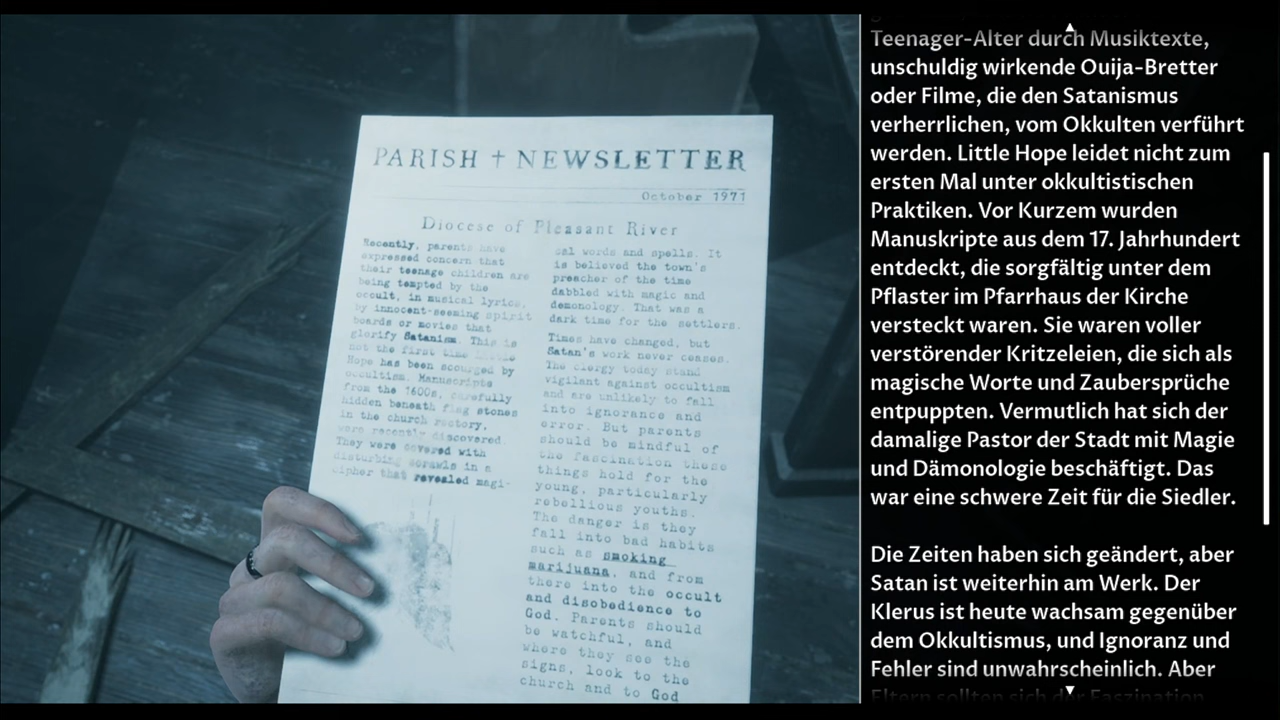 PARISH † NEWSLETTER
October 1971
Diocese of Pleasant River
Recently, parents have
expressed concern that
their teenage children are
being tempted by the
occult, in musical lyrics,
by innocent-seeming spirit
boards or movies that
glorify Satanism. This is
not the first time Little
Hope has been scourged by
occultism. Manuscripts
from the 1600s, carefully
hidden beneath flag stones
in the church rectory,
were recently discovered.
They were covered with
disturbing scrawls in a
cipher that revealed magi-
cal words and spells. It
is believed the town's
preacher of the time
dabbled with magic and
demonology. That was a
dark time for the settlers.
Times have changed, but
Satan's work never ceases.
The clergy today stand
vigilant against occultism
and are unlikely to fall
into ignorance and
error. But parents
should be mindful of
the fascination these
things hold for the
young, particularly
rebellious youths.
The danger is they
fall into bad habits
such as smoking
marijuana, and from
there into the occult
and disobedience to
God. Parents should
be watchful, and
where they see the
signs, look to the
church and to God
Teenager-Alter durch Musiktexte,
unschuldig wirkende Ouija-Bretter
oder Filme, die den Satanismus
verherrlichen, vom Okkulten verführt
werden. Little Hope leidet nicht zum
ersten Mal unter okkultistischen
Praktiken. Vor Kurzem wurden
Manuskripte aus dem 17. Jahrhundert
entdeckt, die sorgfältig unter dem
Pflaster im Pfarrhaus der Kirche
versteckt waren. Sie waren voller
verstörender Kritzeleien, die sich als
magische Worte und Zaubersprüche
entpuppten. Vermutlich hat sich der
damalige Pastor der Stadt mit Magie
und Dämonologie beschäftigt. Das
war eine schwere Zeit für die Siedler.
Die Zeiten haben sich geändert, aber
Satan ist weiterhin am Werk. Der
Klerus ist heute wachsam gegenüber
dem Okkultismus, und Ignoranz und
Fehler sind unwahrscheinlich. Aber
Eltern sollten sich der Faszination